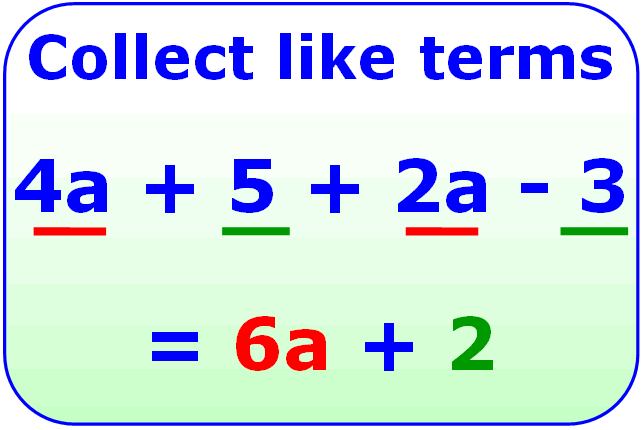 Collect like terms
4a + 5 + 2a - 3
= 6a + 2